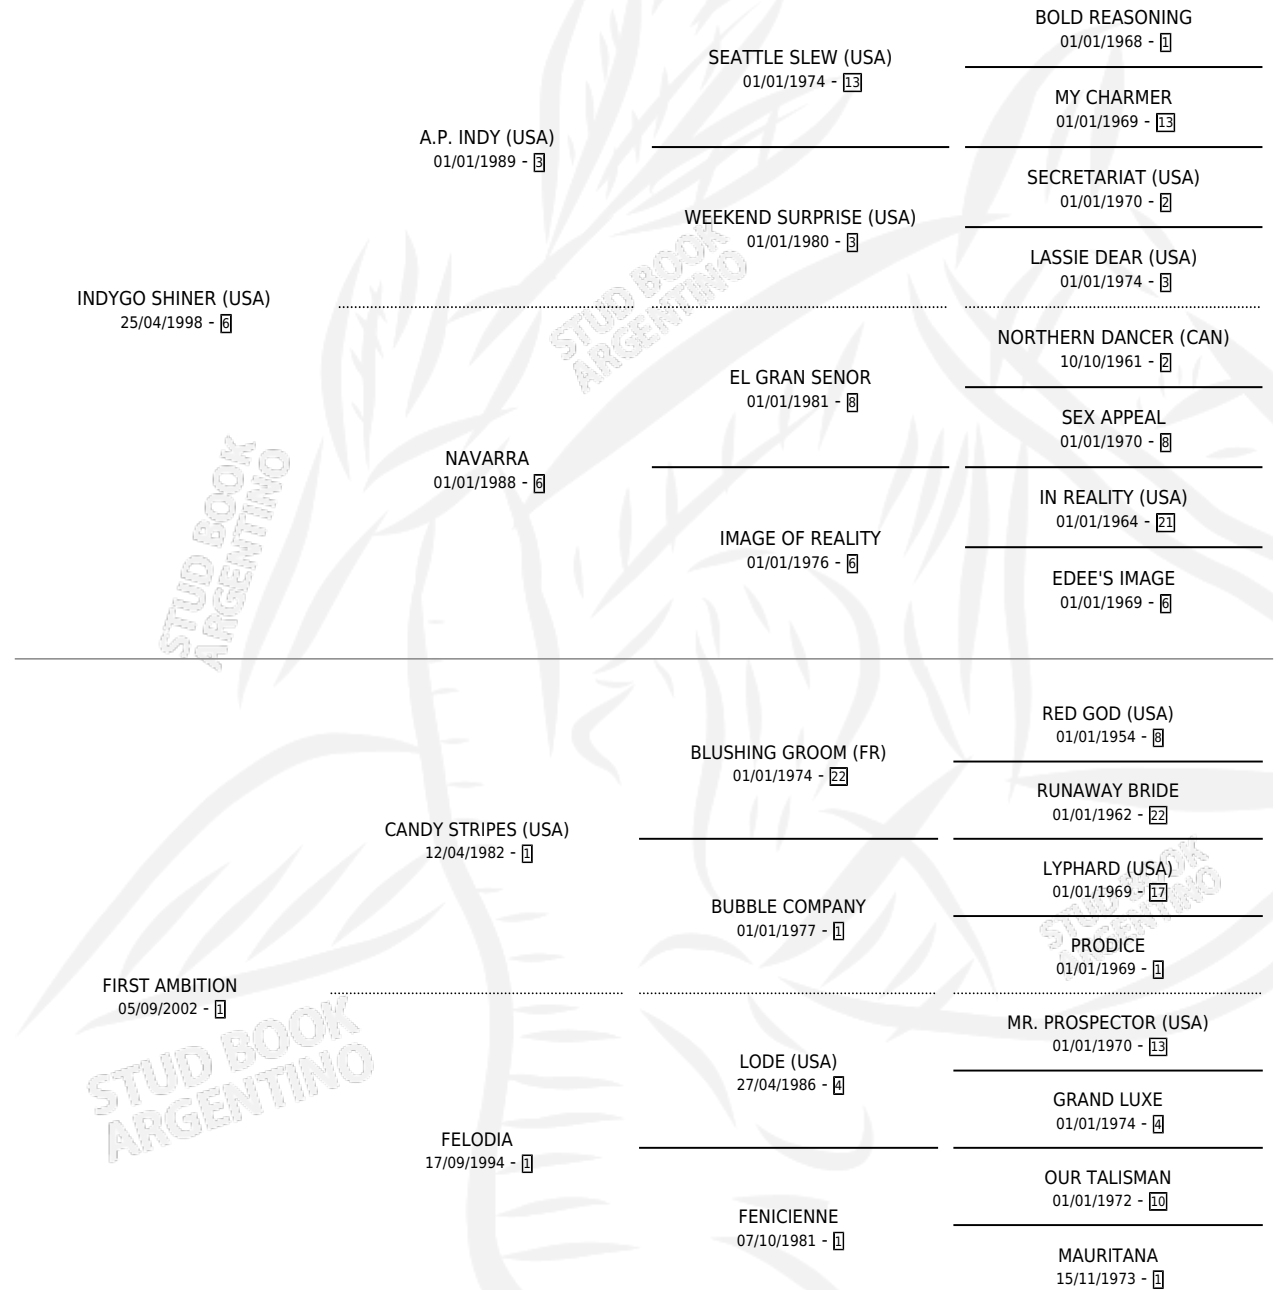 BOLD REASONING
01/01/1968 - 1
SEATTLE SLEW (USA)
01/01/1974 - 13
MY CHARMER
01/01/1969 - 13
A.P. INDY (USA)
01/01/1989 - 3
SECRETARIAT (USA)
01/01/1970 - 2
WEEKEND SURPRISE (USA)
01/01/1980 - 3
LASSIE DEAR (USA)
01/01/1974 - 3
INDYGO SHINER (USA)
25/04/1998 - 6
NORTHERN DANCER (CAN)
10/10/1961 - 2
EL GRAN SENOR
01/01/1981 - 8
SEX APPEAL
01/01/1970 - 8
NAVARRA
01/01/1988 - 6
IN REALITY (USA)
01/01/1964 - 21
IMAGE OF REALITY
01/01/1976 - 6
EDEE'S IMAGE
01/01/1969 - 6
RED GOD (USA)
01/01/1954 - 8
BLUSHING GROOM (FR)
01/01/1974 - 22
RUNAWAY BRIDE
01/01/1962 - 22
CANDY STRIPES (USA)
12/04/1982 - 1
LYPHARD (USA)
01/01/1969 - 17
BUBBLE COMPANY
01/01/1977 - 1
PRODICE
01/01/1969 - 1
FIRST AMBITION
05/09/2002 - 1
MR. PROSPECTOR (USA)
01/01/1970 - 13
LODE (USA)
27/04/1986 - 4
GRAND LUXE
01/01/1974 - 4
FELODIA
17/09/1994 - 1
OUR TALISMAN
01/01/1972 - 10
FENICIENNE
07/10/1981 - 1
MAURITANA
15/11/1973 - 1
STUD BOOK
ARGENTINO
STUD BOOK
ARGENTINO
STUD BOOK
ARGENTINO
STUD BOOK
ARGENTINO